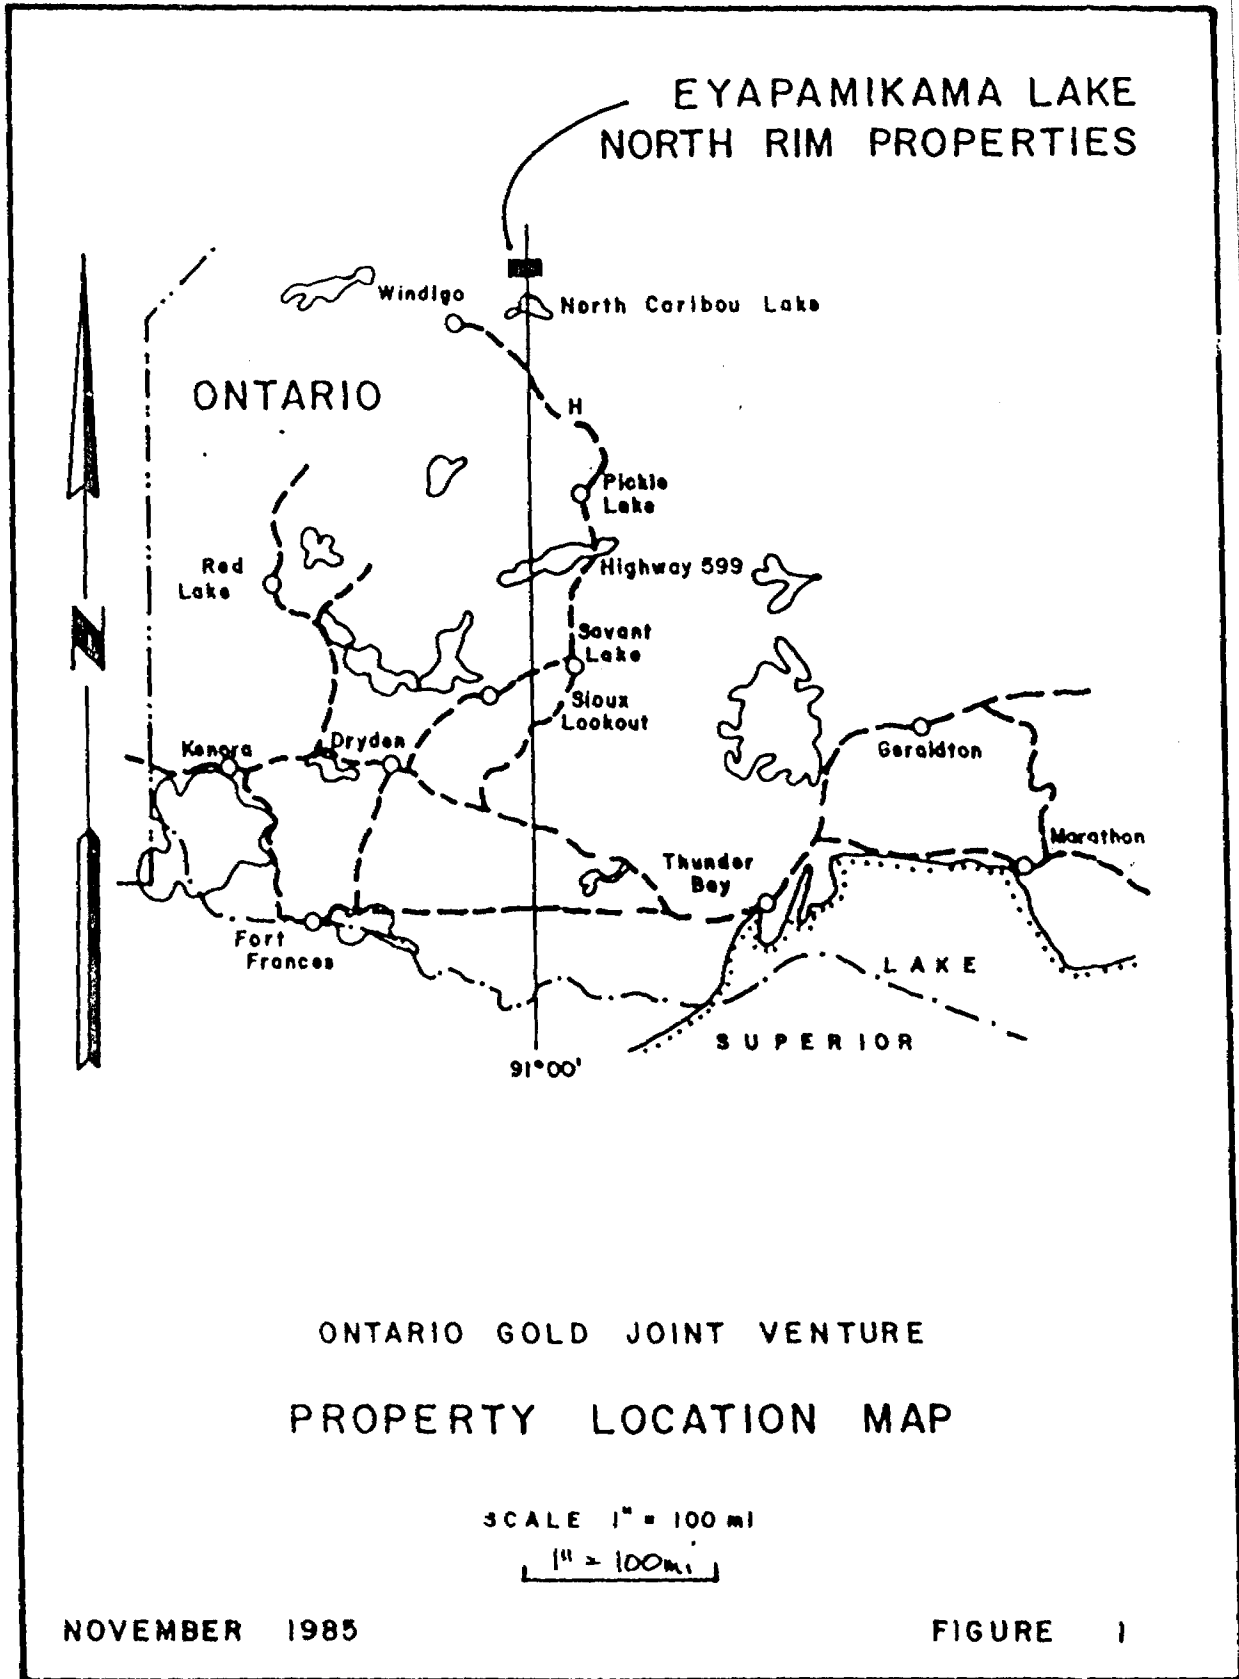 EYAPAMIKAMA LAKE
NORTH RIM PROPERTIES
Windigo
North Caribou Lake
ONTARIO
H
Pickle
Lake
Highway 599
Red
Lake
N
Savant
Lake
Sioux
Lookout
Kenora
Dryden
Geraldton
Marathon
Thunder
Bay
Fort
Frances
LAKE
SUPERIOR
91°00'
ONTARIO GOLD JOINT VENTURE
PROPERTY LOCATION MAP
SCALE 1" = 100 mi
1" = 100mi
NOVEMBER 1985
FIGURE 1